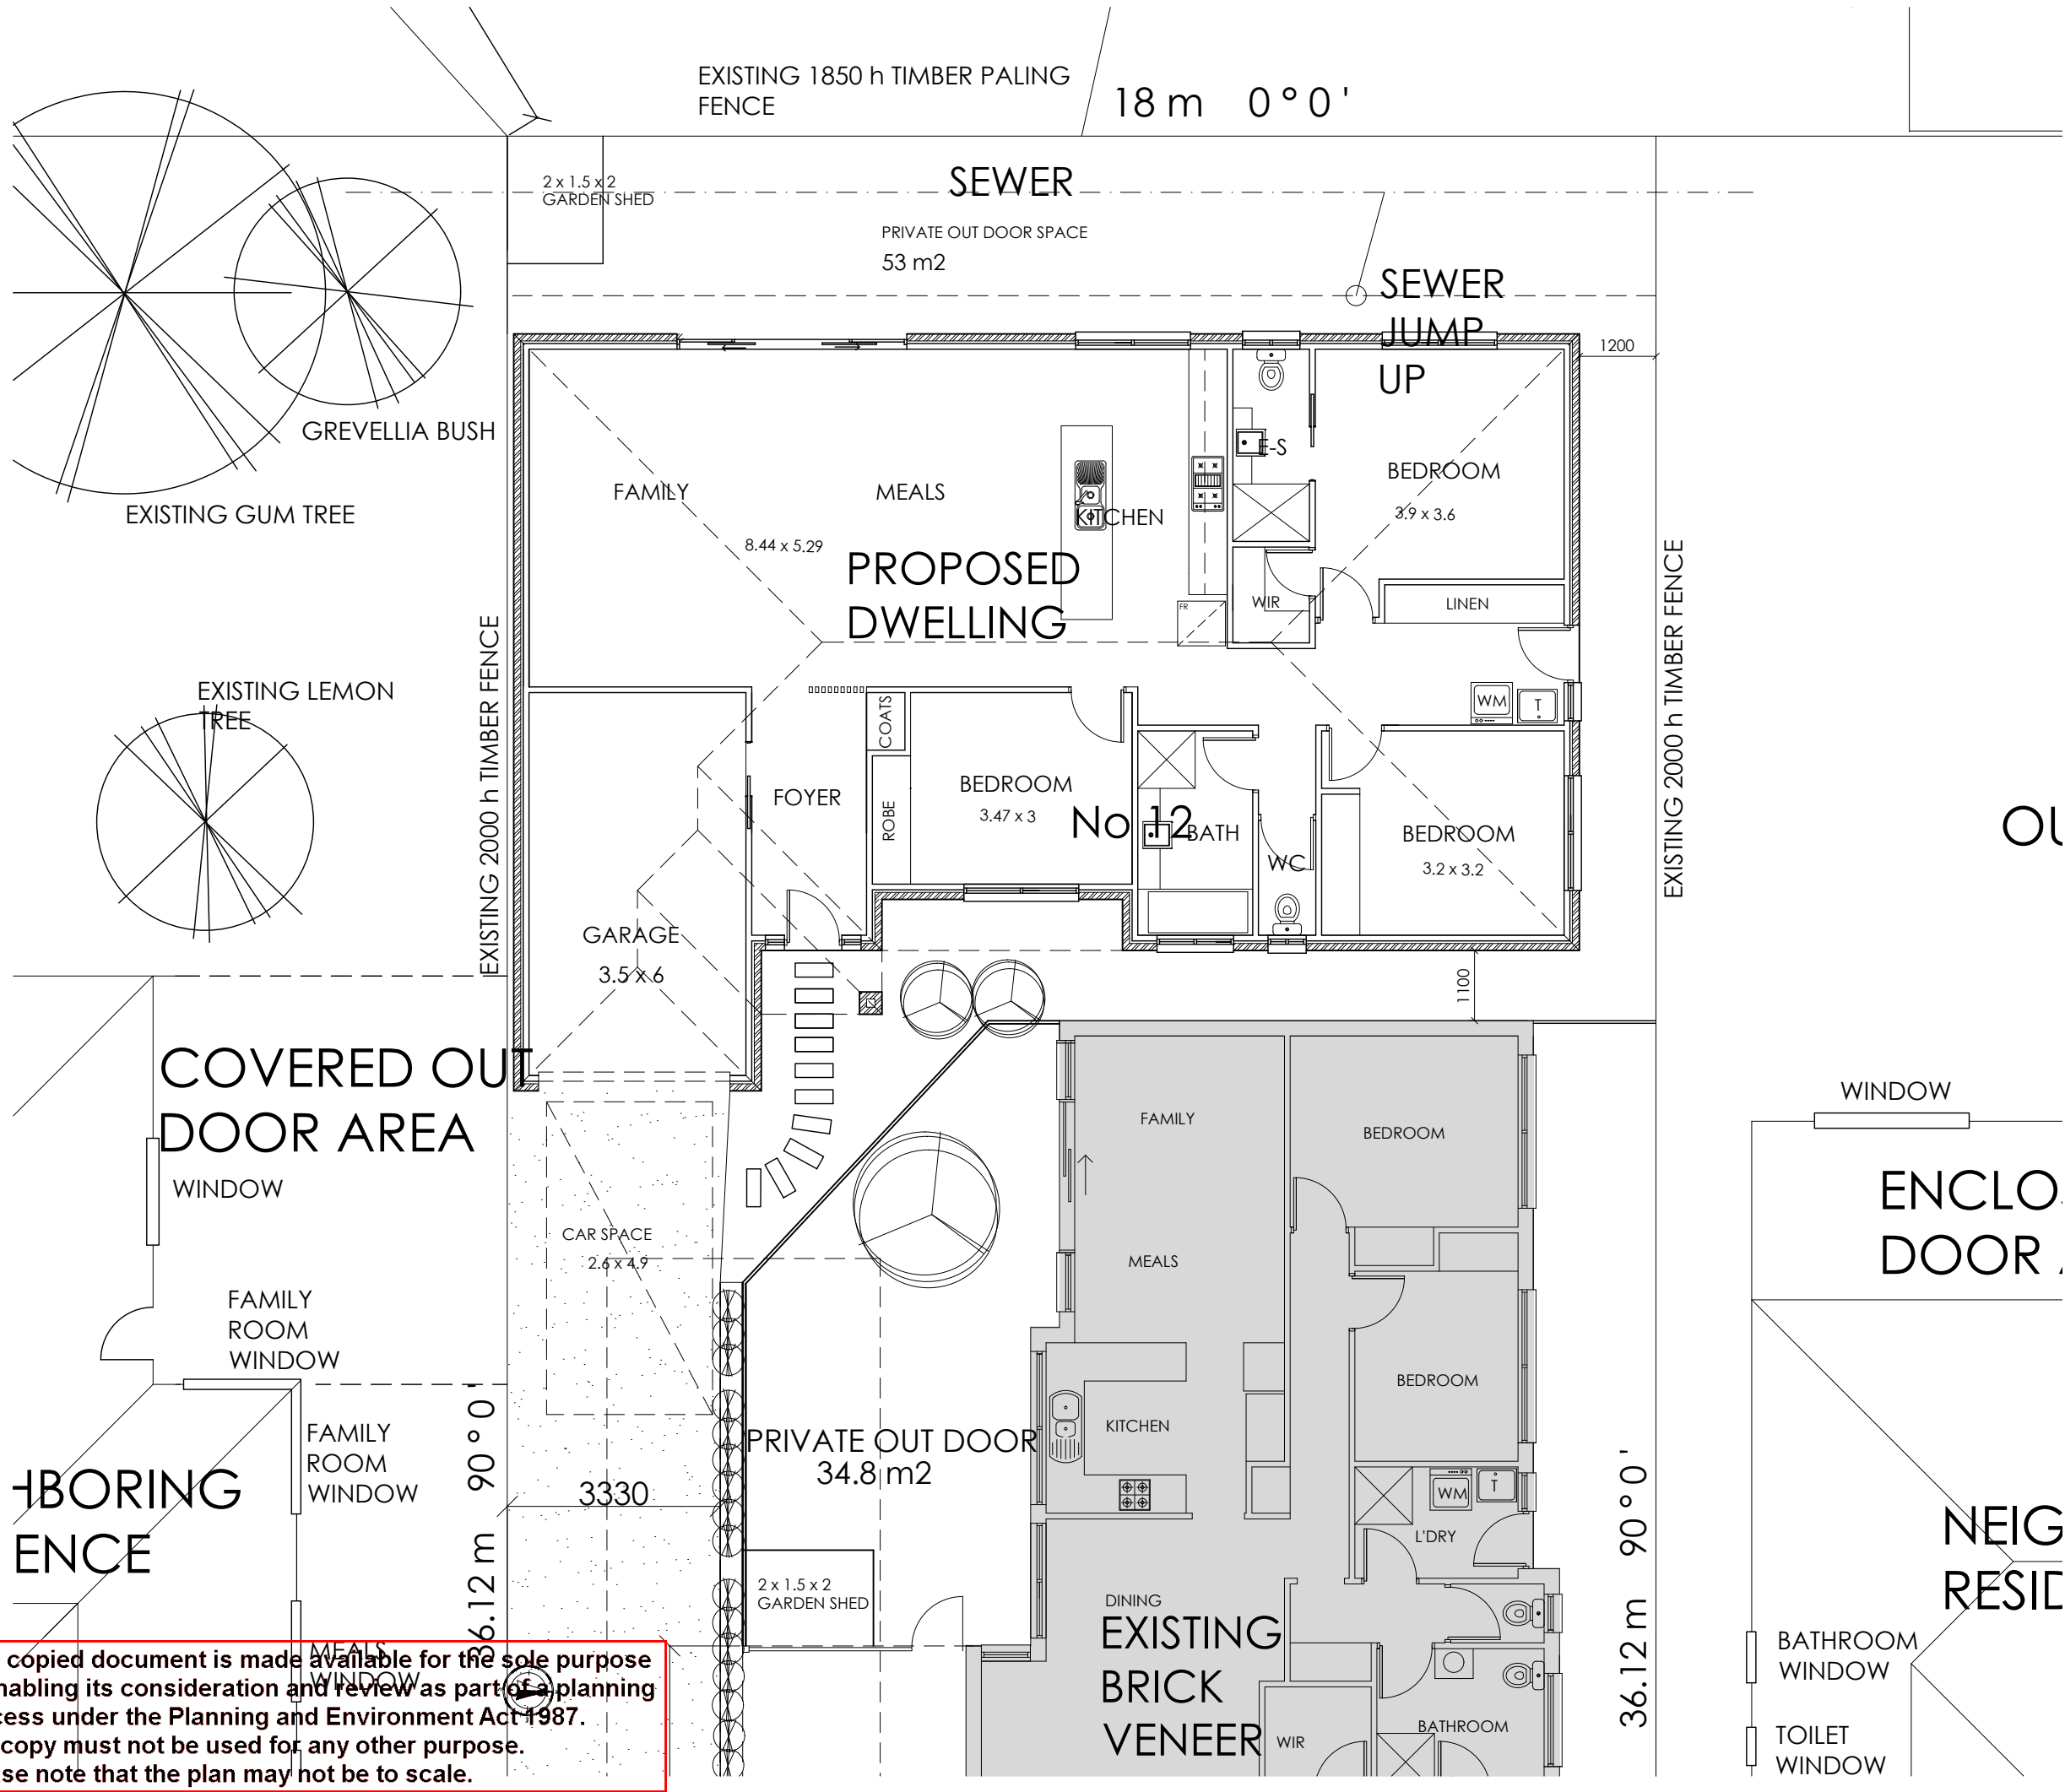 EXISTING 1850 h TIMBER PALING
FENCE
18 m 0 ° 0 '
2 x 1.5 x 2
GARDEN SHED
SEWER
PRIVATE OUT DOOR SPACE
53 m2
SEWER
JUMP
UP
1200
GREVELLIA BUSH
EXISTING GUM TREE
FAMILY
MEALS
KITCHEN
8.44 x 5.29
PROPOSED
DWELLING
E-S
BEDROOM
3.9 x 3.6
FR
WIR
LINEN
EXISTING 2000 h TIMBER FENCE
EXISTING 2000 h TIMBER FENCE
EXISTING LEMON
TREE
WM
T
COATS
ROBE
FOYER
BEDROOM
3.47 x 3
No 12
BATH
WC
BEDROOM
3.2 x 3.2
OU
GARAGE
3.5 x 6
1100
COVERED OUT
DOOR AREA
WINDOW
WINDOW
FAMILY
BEDROOM
ENCLO
DOOR
CAR SPACE
2.6 x 4.9
MEALS
FAMILY
ROOM
WINDOW
BEDROOM
FAMILY
ROOM
WINDOW
KITCHEN
PRIVATE OUT DOOR
34.8 m2
3330
36.12 m 90 ° 0 '
36.12 m 90 ° 0 '
HBORING
ENCE
WM
T
L'DRY
NEIG
RESID
2 x 1.5 x 2
GARDEN SHED
DINING
EXISTING
BRICK
VENEER
WIR
BATHROOM
MEALS
WINDOW
BATHROOM
WINDOW
TOILET
WINDOW
copied document is made available for the sole purpose
nabling its consideration and review as part of a planning
cess under the Planning and Environment Act 1987.
copy must not be used for any other purpose.
se note that the plan may not be to scale.